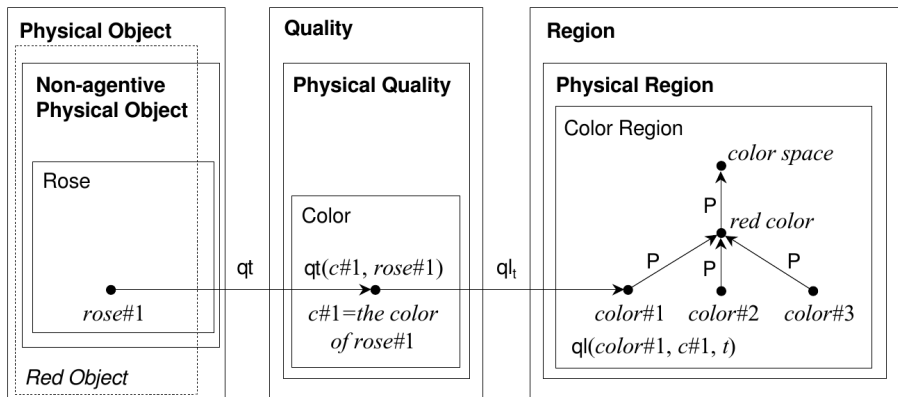 Physical Object
Non-agentive
Physical Object
Rose
rose#1
Red Object
qt
Quality
Physical Quality
Color
qt(c#1, rose#1)
c#1=the color
of rose#1
qlt
Region
Physical Region
Color Region
color space
P
red color
P P P
color#1 color#2 color#3
ql(color#1, c#1, t)